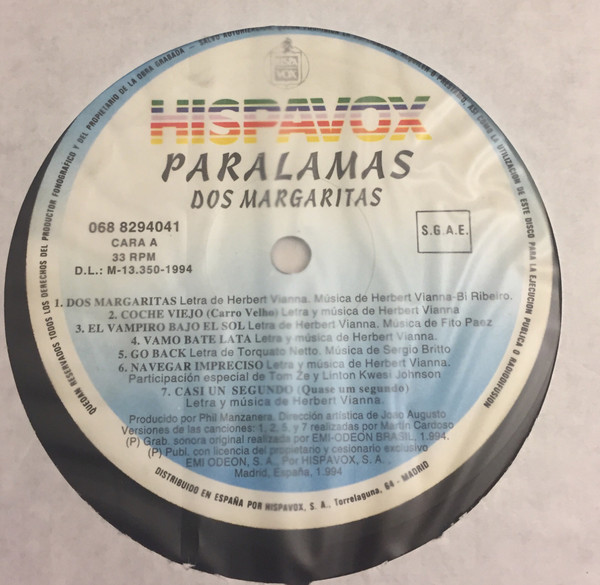 HISPA
VOX
HISPAVOX
PARALAMAS
DOS MARGARITAS
068 8294041
CARA A
33 RPM
D.L.: M-13.350-1994
S.G.A.E.
1. DOS MARGARITAS Letra de Herbert Vianna. Música de Herbert Vianna-Bi Ribeiro.
2. COCHE VIEJO (Carro Velho) Letra y música de Herbert Vianna
3. EL VAMPIRO BAJO EL SOL Letra de Herbert Vianna. Música de Fito Paez
4. VAMO BATE LATA Letra y música de Herbert Vianna.
5. GO BACK Letra de Torquato Netto. Música de Sergio Britto
6. NAVEGAR IMPRECISO Letra y música de Herbert Vianna.
Participación especial de Tom Ze y Linton Kwesi Johnson
7. CASI UN SEGUNDO (Quase um segundo)
Letra y música de Herbert Vianna.
Producido por Phil Manzanera. Dirección artística de Joao Augusto
Versiones de las canciones: 1, 2, 5, y 7 realizadas por Martin Cardoso
(P) Grab. sonora original realizada por EMI-ODEON BRASIL, 1.994.
(P) Publ. con licencia del propietario y cesionario exclusivo
EMI ODEON, S.A., Por HISPAVOX, S.A.,
Madrid, España, 1.994
QUEDAN RESERVADOS TODOS LOS DERECHOS DEL PRODUCTOR FONOGRAFICO Y DEL PROPIETARIO DE LA OBRA GRABADA - SALVO AUTORIZACION, ASI COMO LA UTILIZACION DE ESTE DISCO PARA LA EJECUCION PUBLICA O RADIODIFUSION
DISTRIBUIDO EN ESPAÑA POR HISPAVOX, S. A., Torrelaguna, 64 - MADRID